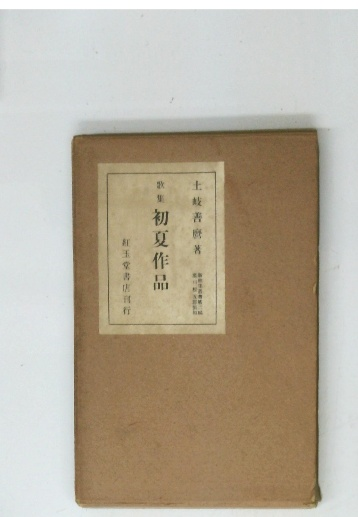 土岐善麿著
歌集
初夏作品
紅玉堂書店刊行